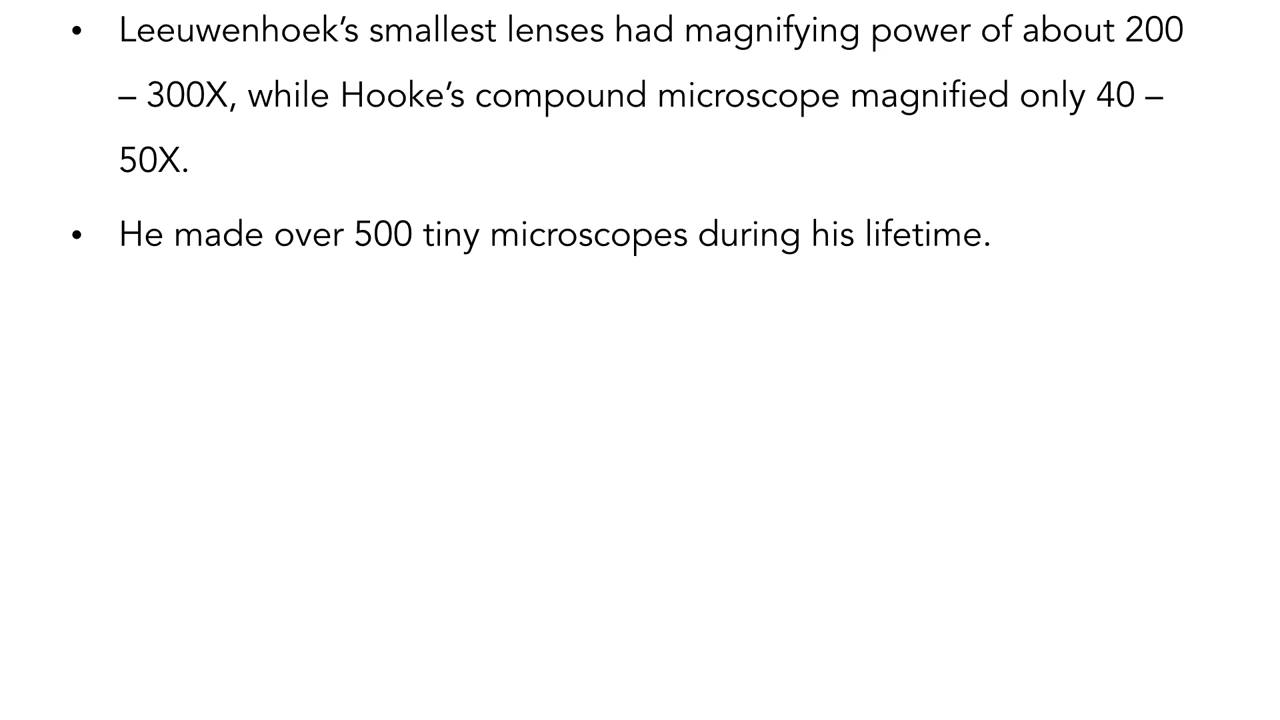 • Leeuwenhoek’s smallest lenses had magnifying power of about 200
– 300X, while Hooke’s compound microscope magnified only 40 –
50X.
• He made over 500 tiny microscopes during his lifetime.